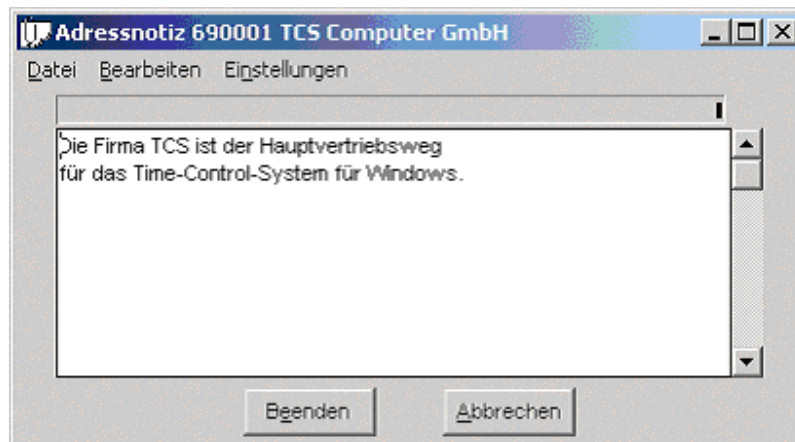 Adressnotiz 690001 TCS Computer GmbH
Datei Bearbeiten Einstellungen
Die Firma TCS ist der Hauptvertriebsweg
für das Time-Control-System für Windows.
Beenden Abbrechen